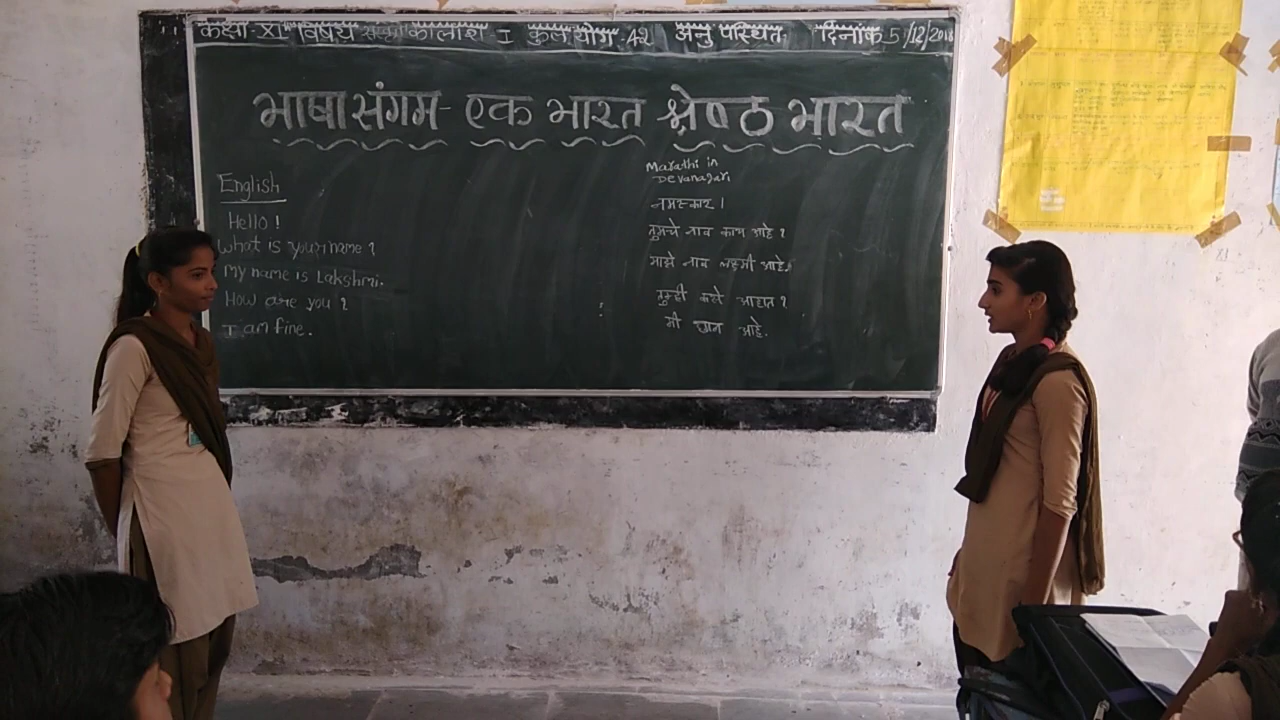 कक्षा- XI विषय कालांश I कुल योग- 42 अनुपस्थित- दिनांक 5/12/2018
भाषा संगम - एक भारत श्रेष्ठ भारत
English
Hello !
What is your name ?
My name is Lakshmi.
How are you ?
I am fine.
Marathi in
Devanagari
नमस्कार ।
तुमचे नाव काय आहे ?
माझे नाव लक्ष्मी आहे।
तुम्ही कसे आहात ?
मी छान आहे.